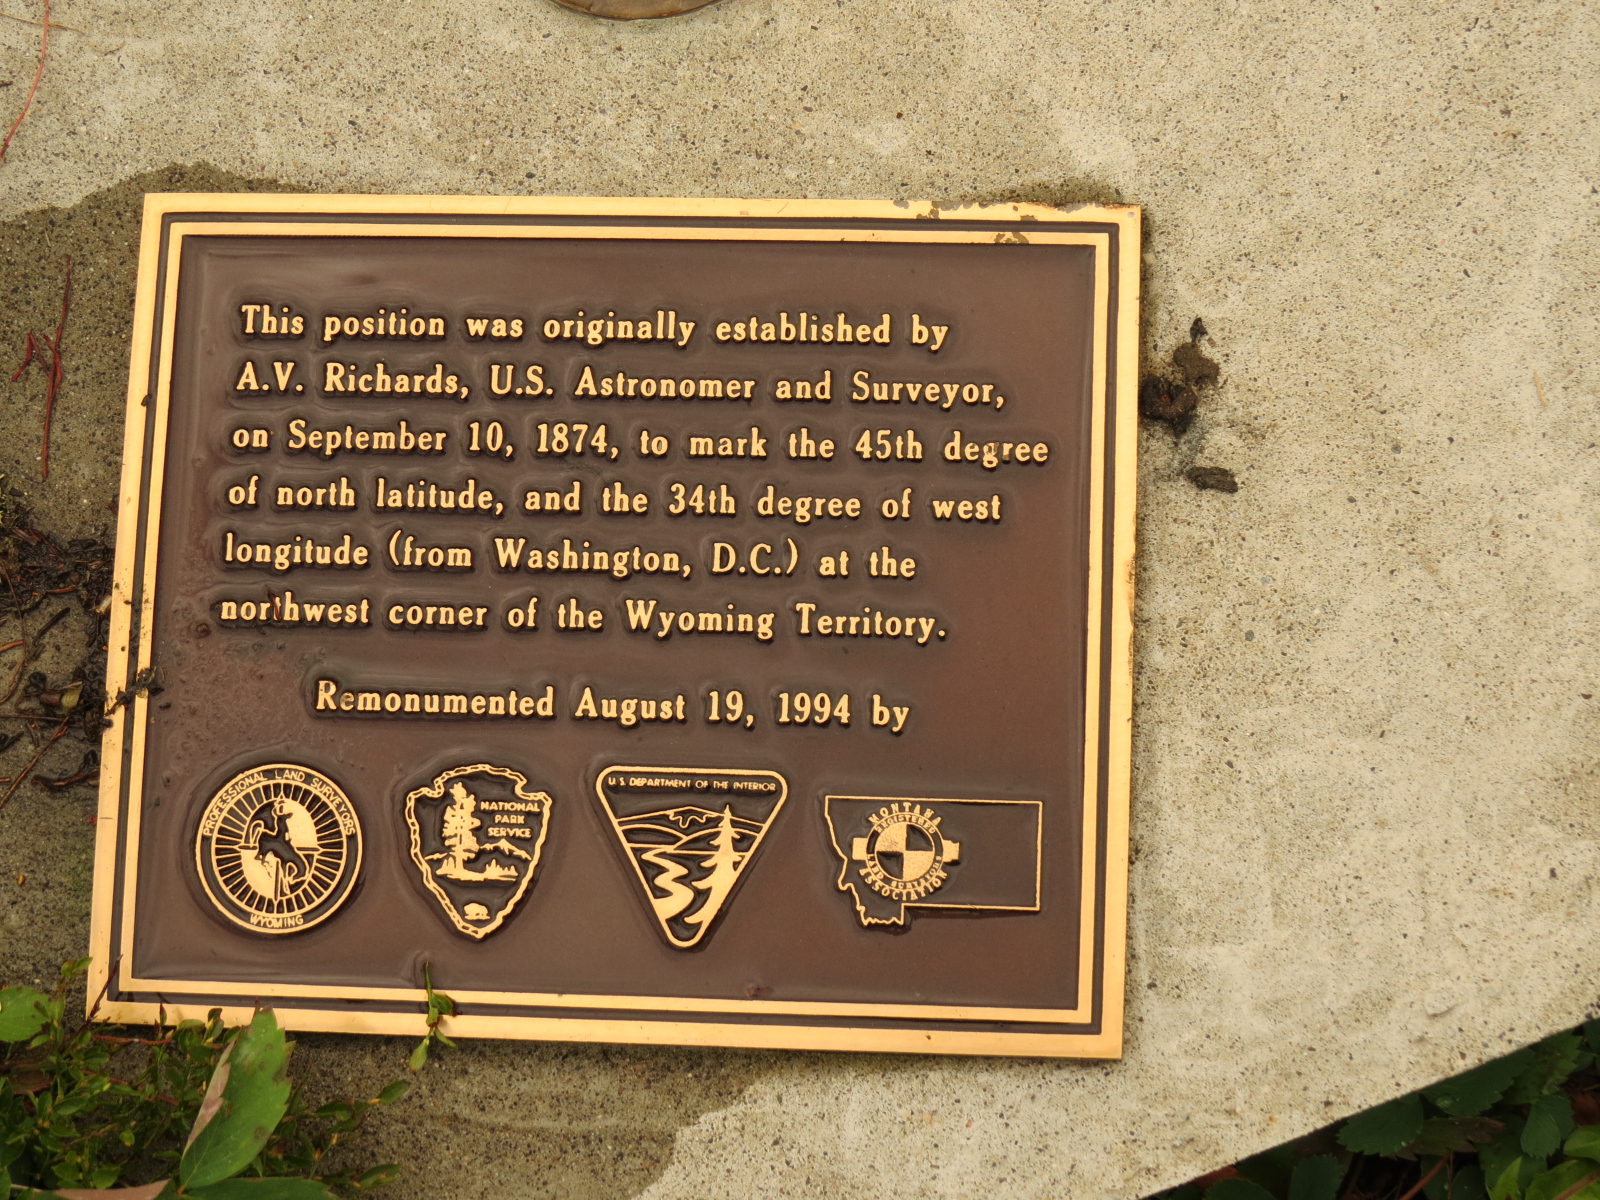 This position was originally established by
A.V. Richards, U.S. Astronomer and Surveyor,
on September 10, 1874, to mark the 45th degree
of north latitude, and the 34th degree of west
longitude (from Washington, D.C.) at the
northwest corner of the Wyoming Territory.
Remonumented August 19, 1994 by
PROFESSIONAL LAND SURVEYORS
WYOMING
NATIONAL
PARK
SERVICE
U.S. DEPARTMENT OF THE INTERIOR
MONTANA
REGISTERED
LAND SURVEYORS
ASSOCIATION